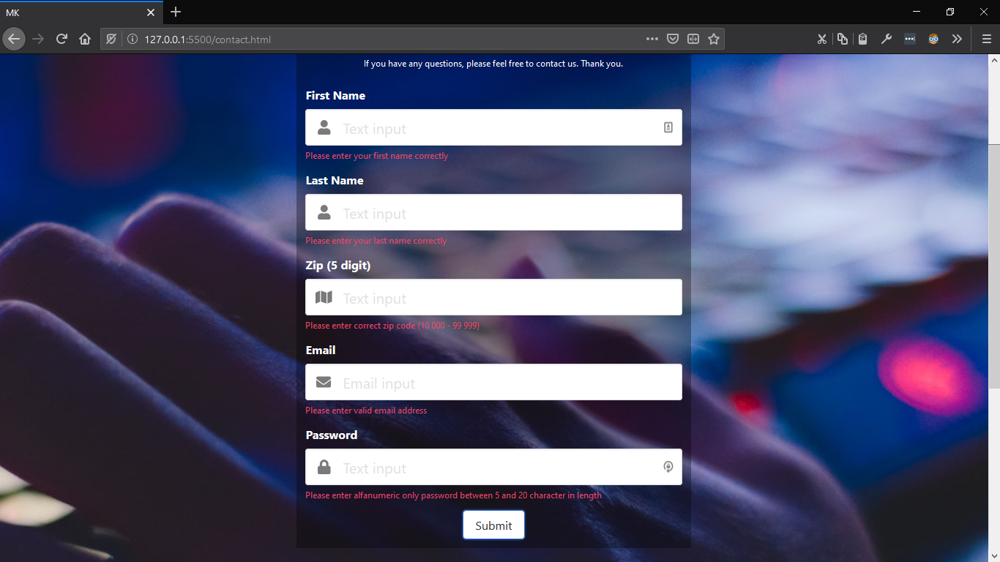 MK
127.0.0.1:5500/contact.html
If you have any questions, please feel free to contact us. Thank you.
First Name
Text input
Please enter your first name correctly
Last Name
Text input
Please enter your last name correctly
Zip (5 digit)
Text input
Please enter correct zip code (10 000 - 99 999)
Email
Email input
Please enter valid email address
Password
Text input
Please enter alfanumeric only password between 5 and 20 character in length
Submit